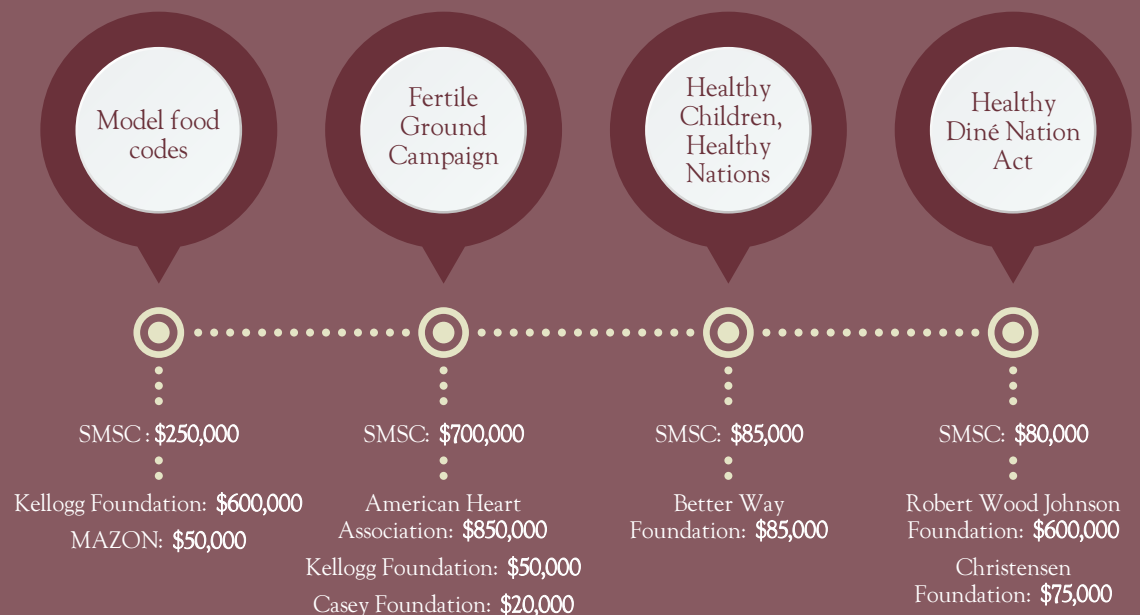 Model food
codes
Fertile
Ground
Campaign
Healthy
Children,
Healthy
Nations
Healthy
Diné Nation
Act
SMSC : $250,000
Kellogg Foundation: $600,000
MAZON: $50,000
SMSC: $700,000
American Heart
Association: $850,000
Kellogg Foundation: $50,000
Casey Foundation: $20,000
SMSC: $85,000
Better Way
Foundation: $85,000
SMSC: $80,000
Robert Wood Johnson
Foundation: $600,000
Christensen
Foundation: $75,000